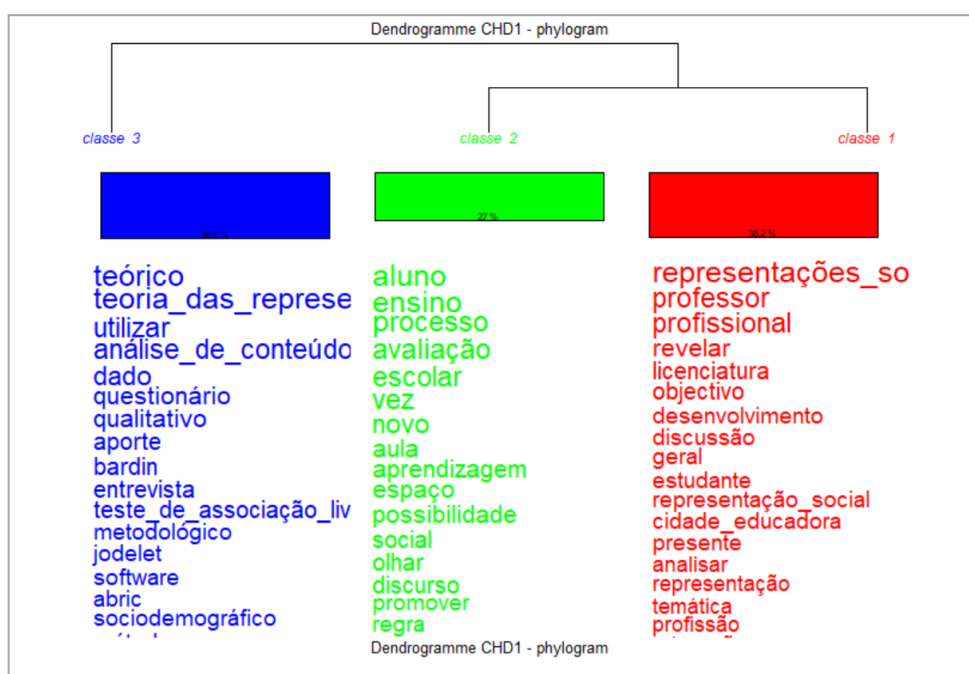 Dendrogramme CHD1 - phylogram
classe 3
classe 2
classe 1
27 %
teórico
teoria_das_represe
utilizar
análise_de_conteúdo
dado
questionário
qualitativo
aporte
bardin
entrevista
teste_de_associação_liv
metodológico
jodelet
software
abric
sociodemográfico
aluno
ensino
processo
avaliação
escolar
vez
novo
aula
aprendizagem
espaço
possibilidade
social
olhar
discurso
promover
regra
representações_so
professor
profissional
revelar
licenciatura
objectivo
desenvolvimento
discussão
geral
estudante
representação_social
cidade_educadora
presente
analisar
representação
temática
profissão
Dendrogramme CHD1 - phylogram